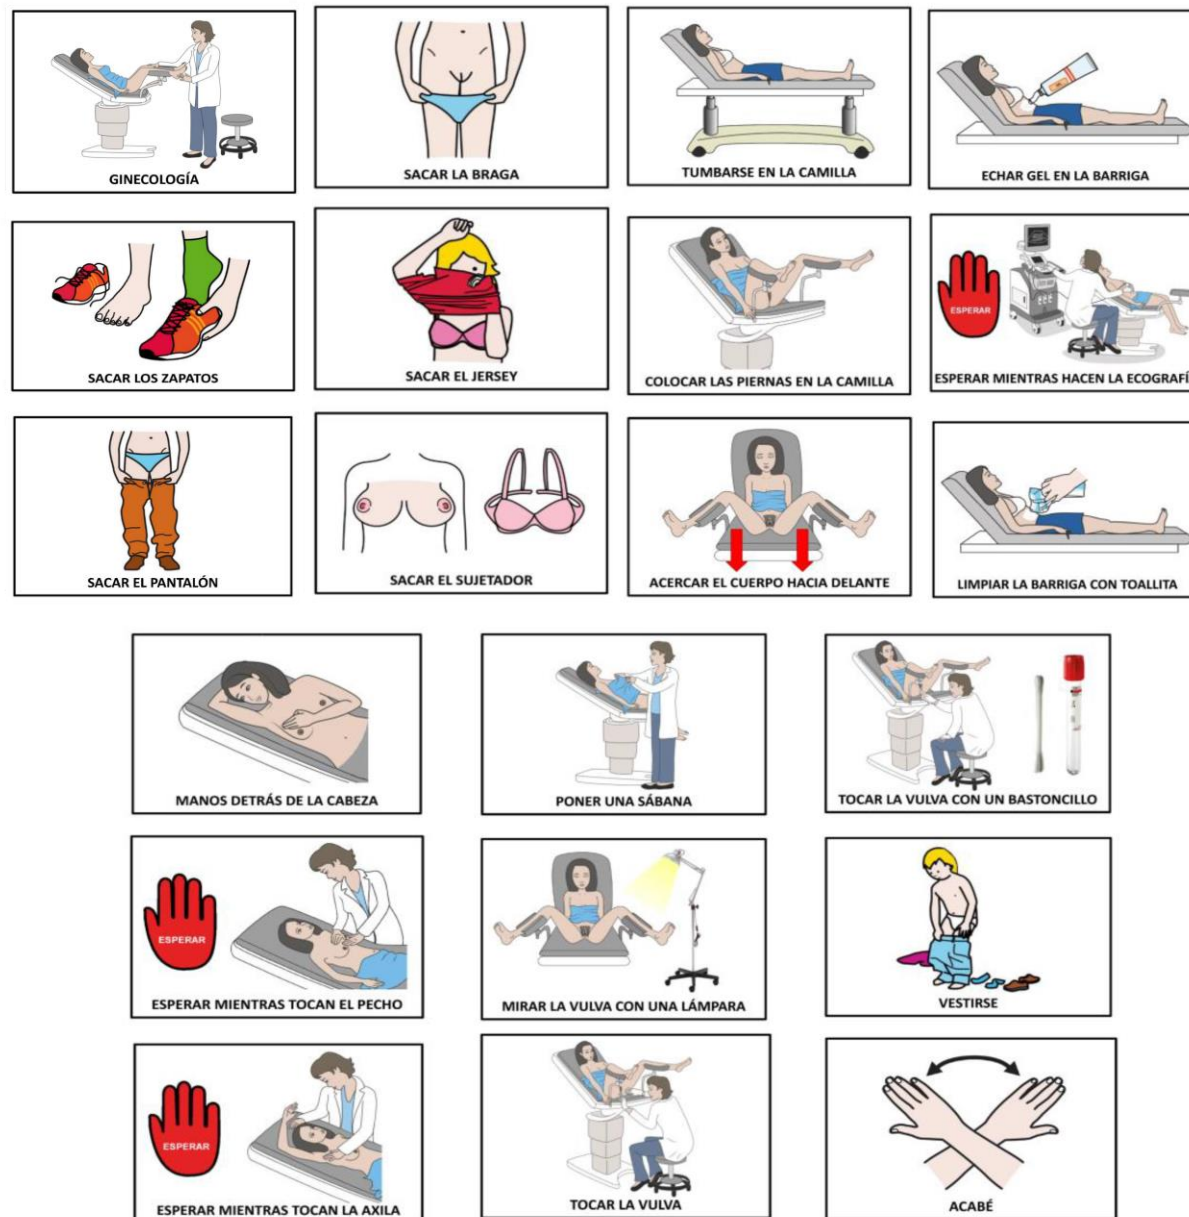 GINECOLOGÍA
SACAR LA BRAGA
TUMBARSE EN LA CAMILLA
ECHAR GEL EN LA BARRIGA
SACAR LOS ZAPATOS
SACAR EL JERSEY
COLOCAR LAS PIERNAS EN LA CAMILLA
ESPERAR
ESPERAR MIENTRAS HACEN LA ECOGRAFÍ
SACAR EL PANTALÓN
SACAR EL SUJETADOR
ACERCAR EL CUERPO HACIA DELANTE
LIMPIAR LA BARRIGA CON TOALLITA
MANOS DETRÁS DE LA CABEZA
PONER UNA SÁBANA
TOCAR LA VULVA CON UN BASTONCILLO
ESPERAR
ESPERAR MIENTRAS TOCAN EL PECHO
MIRAR LA VULVA CON UNA LÁMPARA
VESTIRSE
ESPERAR
ESPERAR MIENTRAS TOCAN LA AXILA
TOCAR LA VULVA
ACABÉ